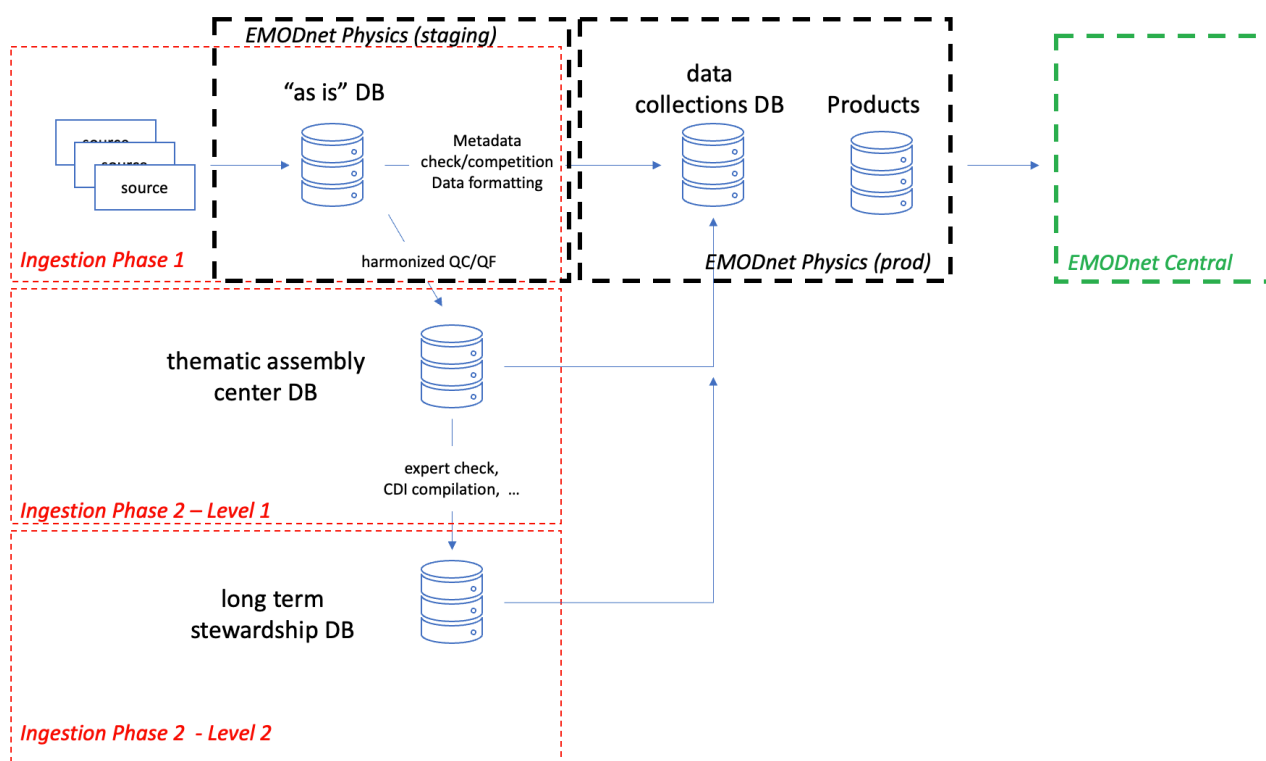 EMODnet Physics (staging)
“as is” DB
data
collections DB
Products
Metadata
check/competition
Data formatting
source
source
source
Ingestion Phase 1
harmonized QC/QF
EMODnet Physics (prod)
EMODnet Central
thematic assembly
center DB
expert check,
CDI compilation,  ...
Ingestion Phase 2 – Level 1
long term
stewardship DB
Ingestion Phase 2  - Level 2